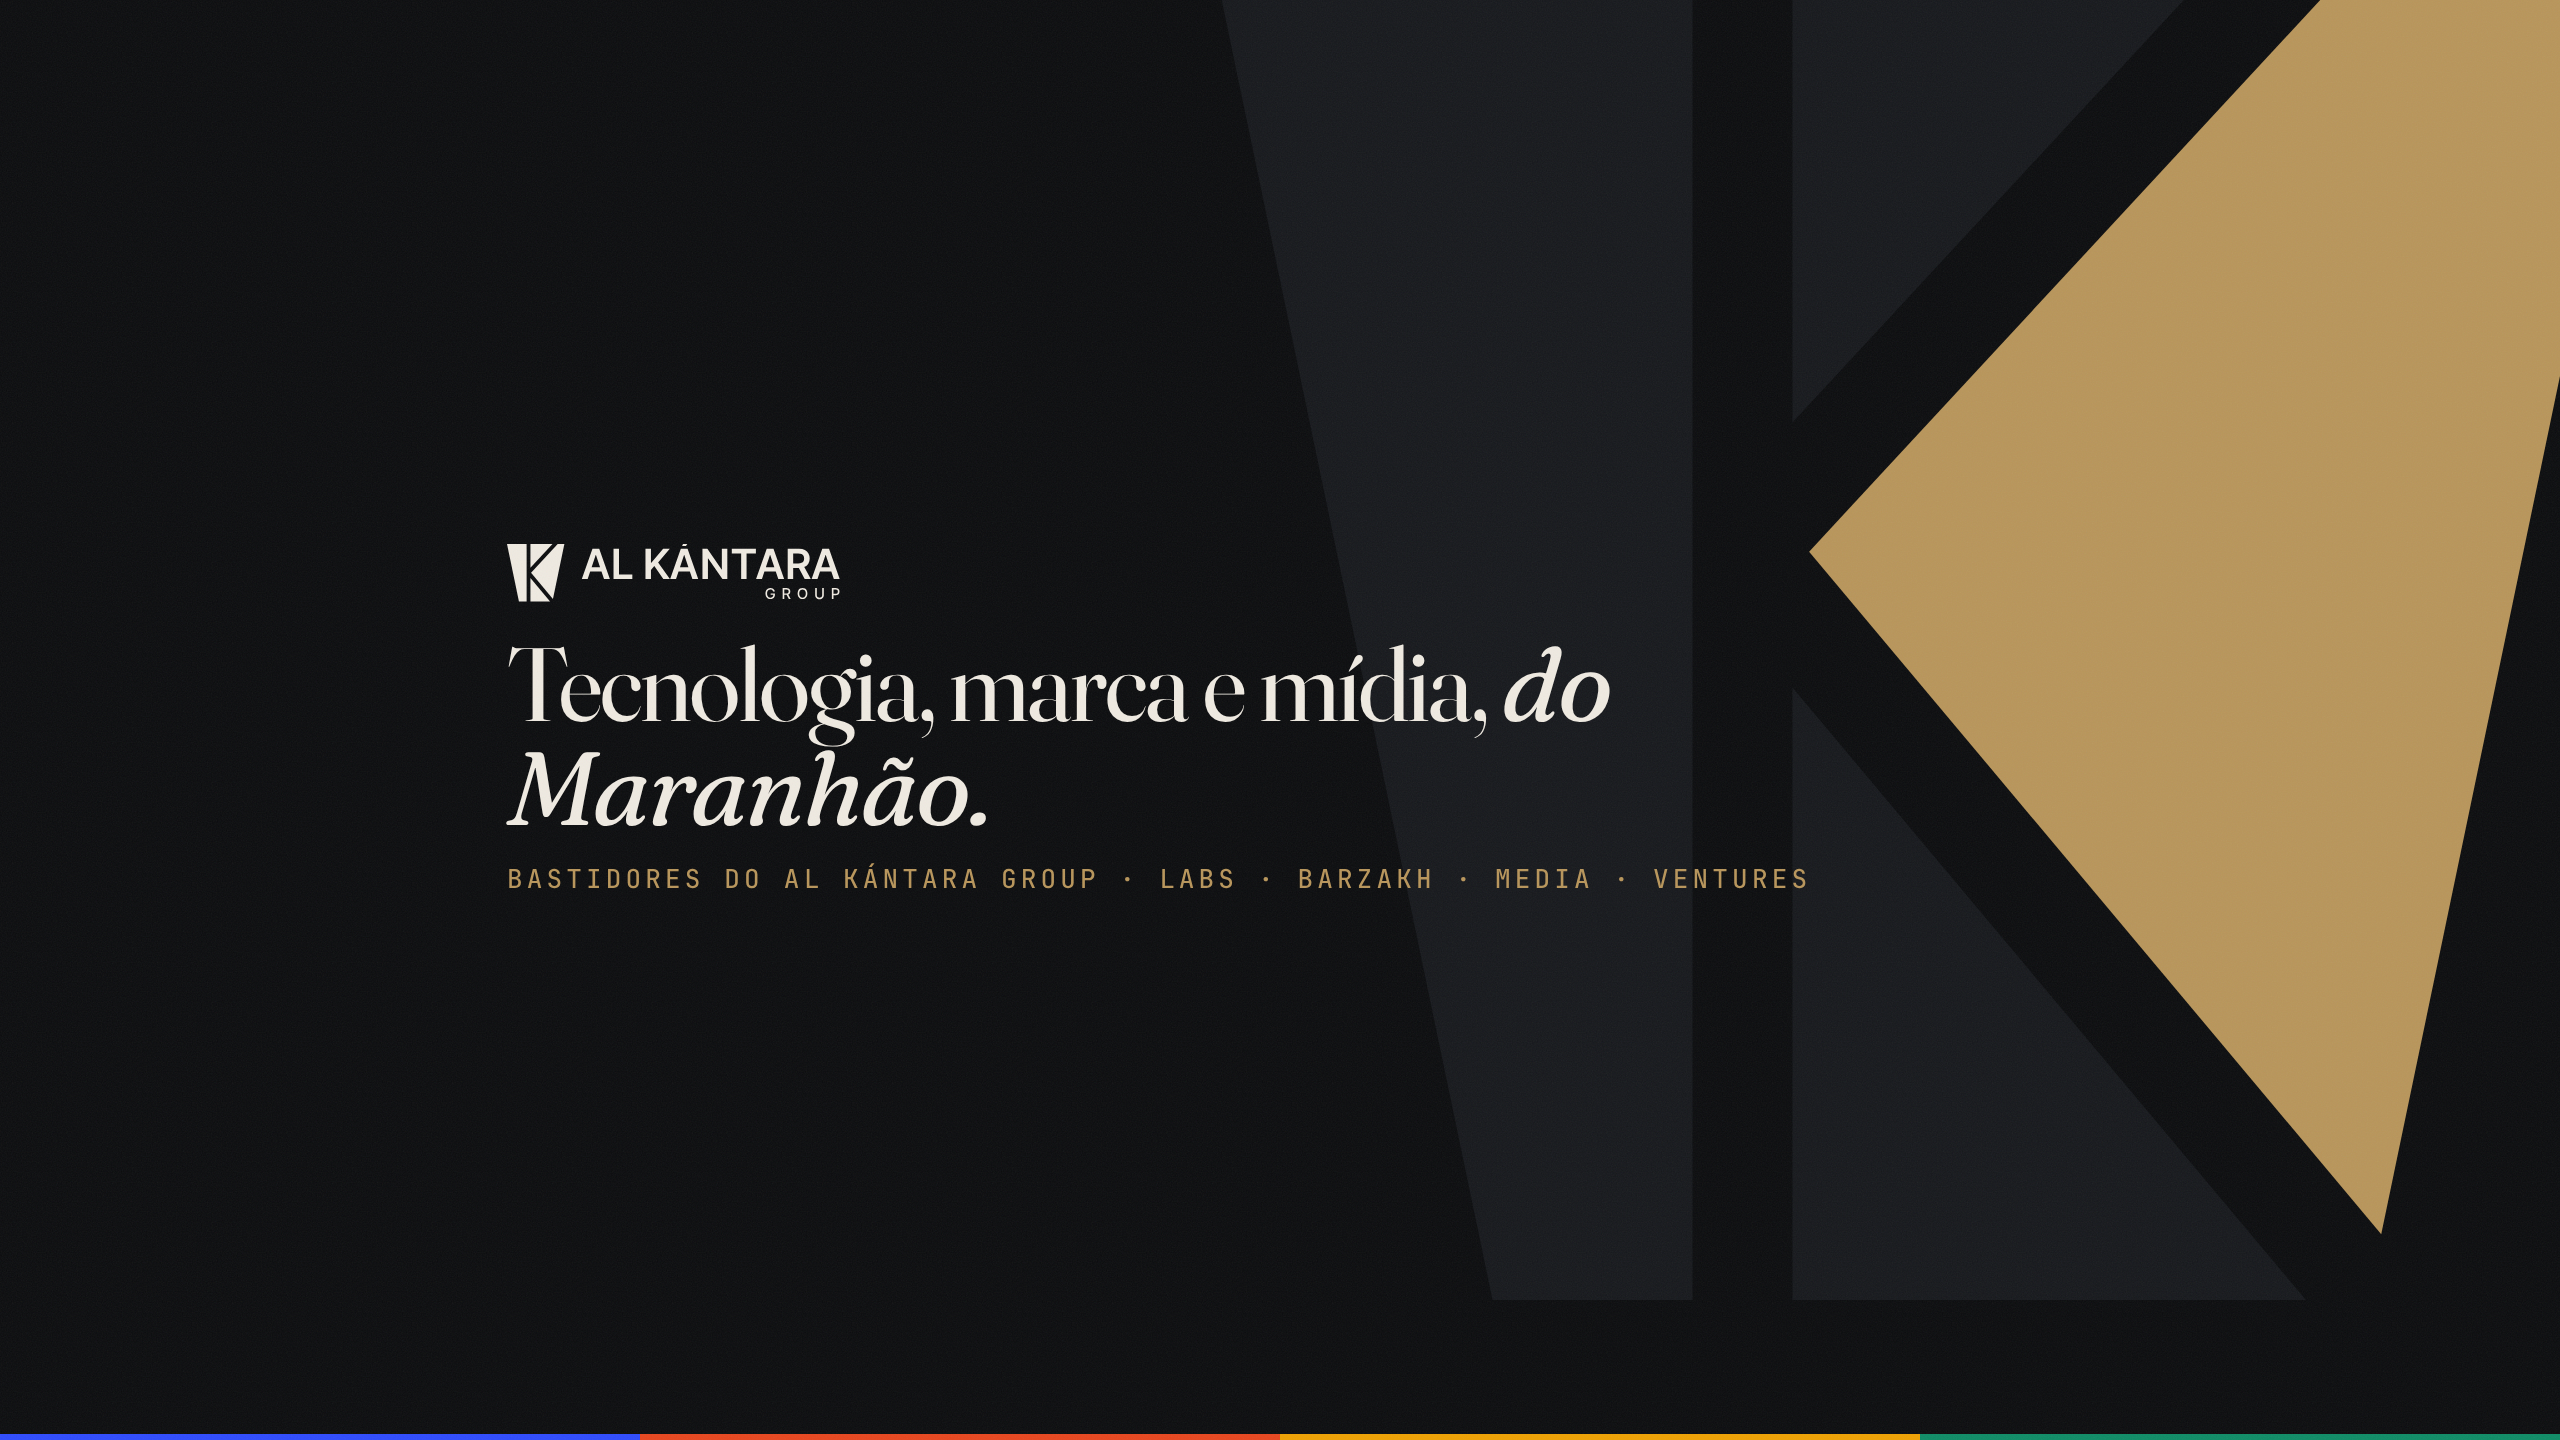 AL KÁNTARA
GROUP
Tecnologia, marca e mídia, do
Maranhão.
BASTIDORES DO AL KÁNTARA GROUP · LABS · BARZAKH · MEDIA · VENTURES